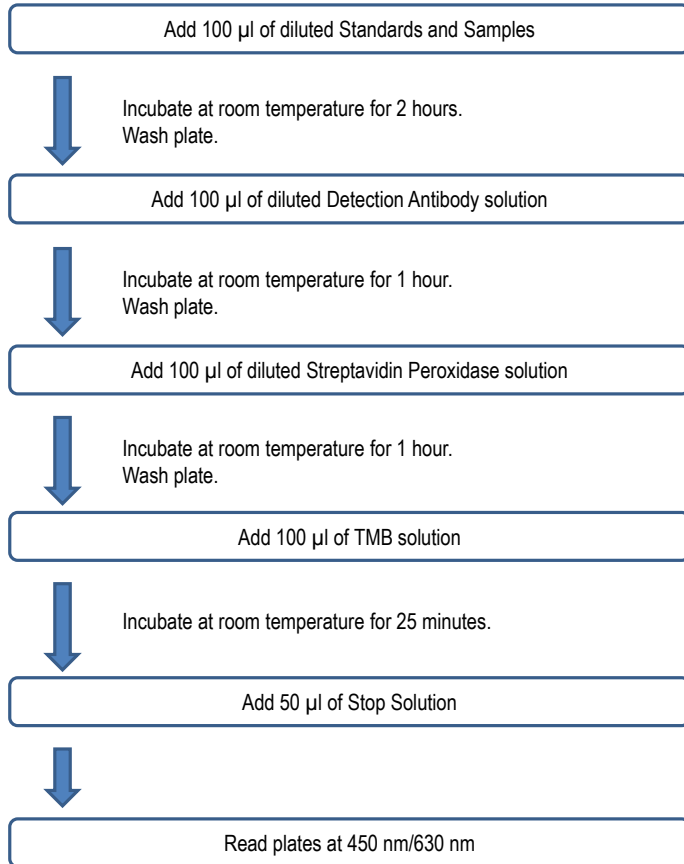 Add 100 µl of diluted Standards and Samples
Incubate at room temperature for 2 hours.
Wash plate.
Add 100 µl of diluted Detection Antibody solution
Incubate at room temperature for 1 hour.
Wash plate.
Add 100 µl of diluted Streptavidin Peroxidase solution
Incubate at room temperature for 1 hour.
Wash plate.
Add 100 µl of TMB solution
Incubate at room temperature for 25 minutes.
Add 50 µl of Stop Solution
Read plates at 450 nm/630 nm